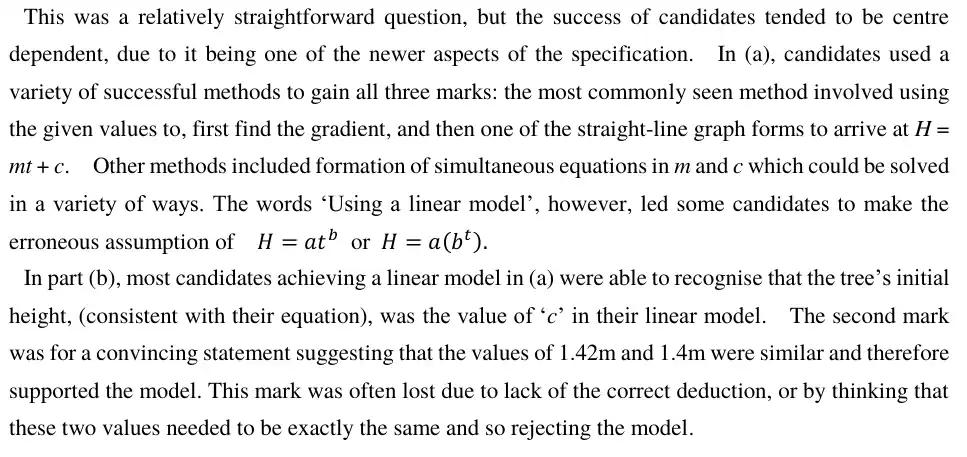 This was a relatively straightforward question, but the success of candidates tended to be centre
dependent, due to it being one of the newer aspects of the specification. In (a), candidates used a
variety of successful methods to gain all three marks: the most commonly seen method involved using
the given values to, first find the gradient, and then one of the straight-line graph forms to arrive at H =
mt + c. Other methods included formation of simultaneous equations in m and c which could be solved
in a variety of ways. The words ‘Using a linear model’, however, led some candidates to make the
erroneous assumption of H = at^b or H = a(b^t).
In part (b), most candidates achieving a linear model in (a) were able to recognise that the tree’s initial
height, (consistent with their equation), was the value of ‘c’ in their linear model. The second mark
was for a convincing statement suggesting that the values of 1.42m and 1.4m were similar and therefore
supported the model. This mark was often lost due to lack of the correct deduction, or by thinking that
these two values needed to be exactly the same and so rejecting the model.